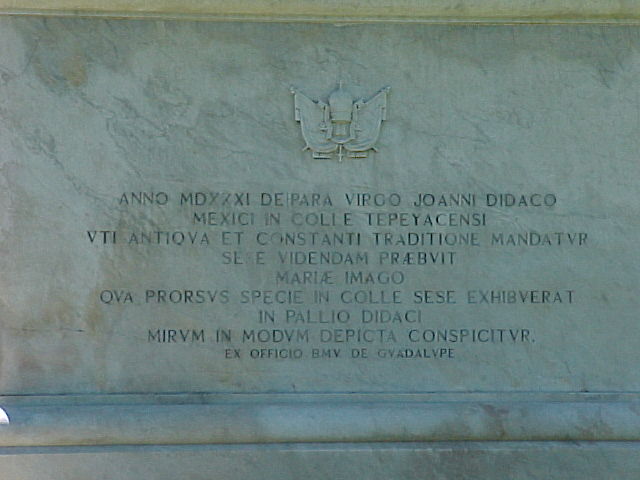 ANNO MDXXXI DEIPARA VIRGO JOANNI DIDACO
MEXICI IN COLLE TEPEYACENSI
VTI ANTIQVA ET CONSTANTI TRADITIONE MANDATVR
SESE VIDENDAM PRÆBVIT
MARIÆ IMAGO
QVA PRORSVS SPECIE IN COLLE SESE EXHIBVERAT
IN PALLIO DIDACI
MIRVM IN MODVM DEPICTA CONSPICITVR.
EX OFFICIO BMV DE GVADALVPE